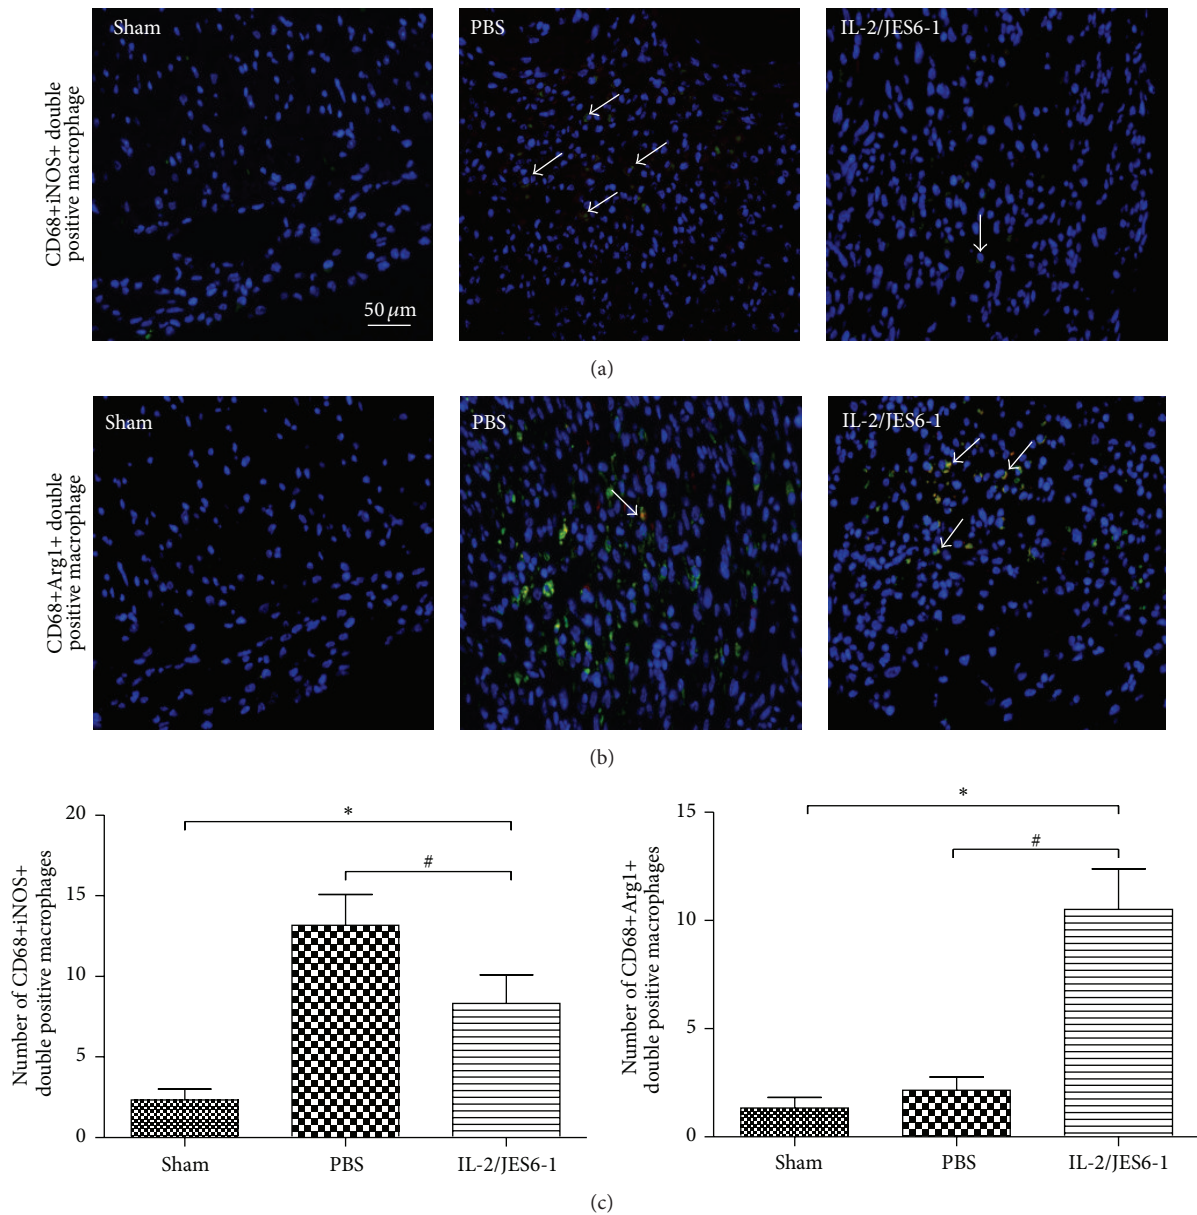 CD68+iNOS+ double
positive macrophage
Sham
PBS
IL-2/JES6-1
50 μm
(a)
CD68+Arg1+ double
positive macrophage
Sham
PBS
IL-2/JES6-1
(b)
Number of CD68+iNOS+
double positive macrophages
20
15
10
5
0
*
#
Sham
PBS
IL-2/JES6-1
Number of CD68+Arg1+
double positive macrophages
15
10
5
0
*
#
Sham
PBS
IL-2/JES6-1
(c)